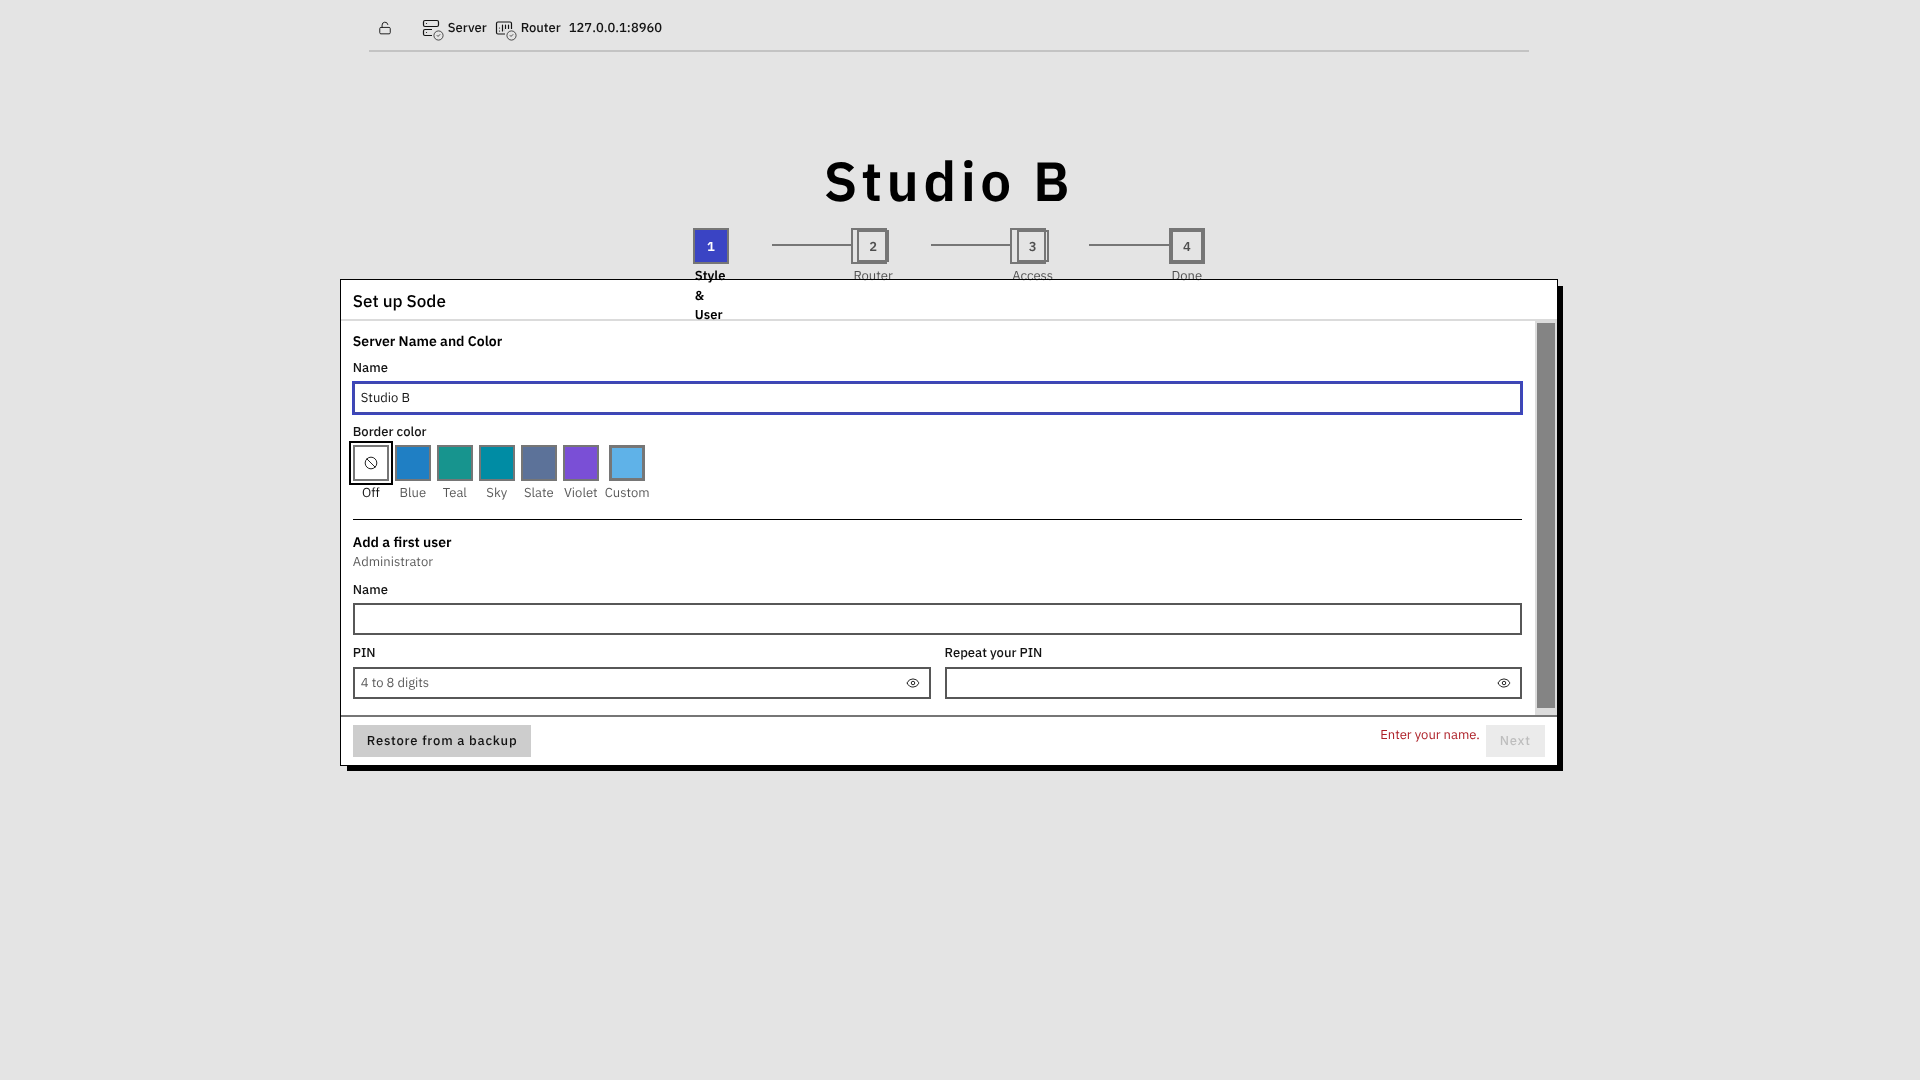 Server Router 127.0.0.1:8960
Studio B
1 2 3 4
Style & User Router Access Done
Set up Sode
Server Name and Color
Name
Studio B
Border color
Off Blue Teal Sky Slate Violet Custom
Add a first user
Administrator
Name
PIN Repeat your PIN
4 to 8 digits
Restore from a backup Enter your name. Next